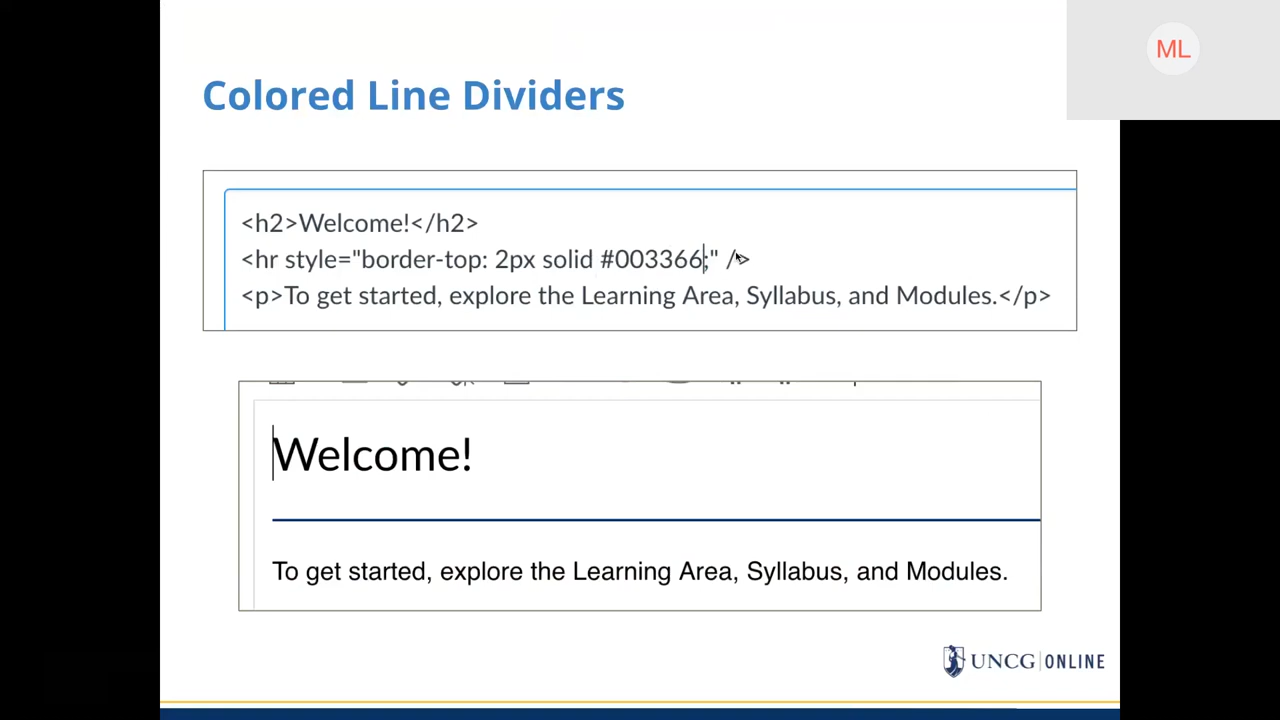 ML
Colored Line Dividers
<h2>Welcome!</h2>
<hr style="border-top: 2px solid #003366;" />
<p>To get started, explore the Learning Area, Syllabus, and Modules.</p>
Welcome!
To get started, explore the Learning Area, Syllabus, and Modules.
UNCG ONLINE